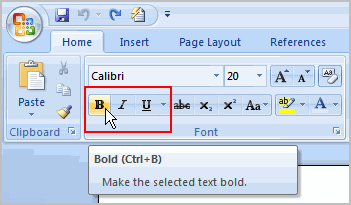 Home Insert Page Layout References
Calibri 20 A A
Paste
B I U abc x₂ x² Aa ab A
Clipboard Font
Bold (Ctrl+B)
Make the selected text bold.